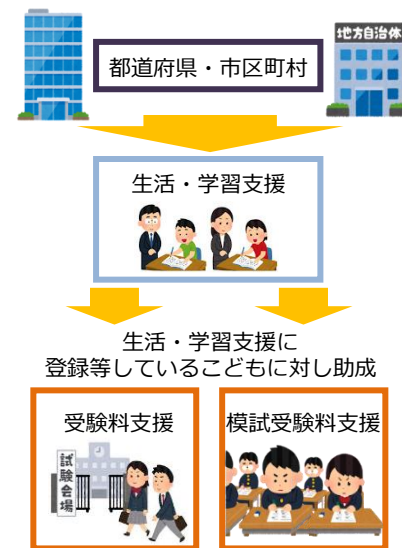 地方自治体
都道府県・市区町村
生活・学習支援
生活・学習支援に
登録等しているこどもに対し助成
受験料支援
模試受験料支援
試験会場